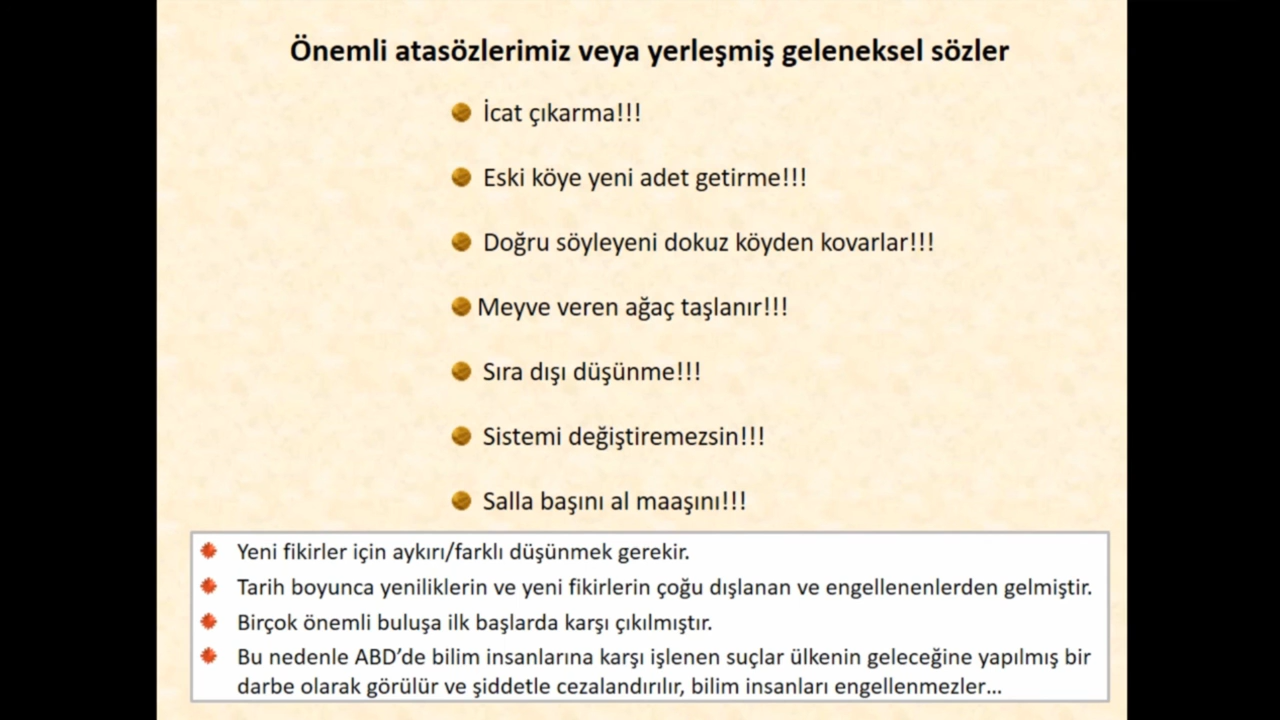 Önemli atasözlerimiz veya yerleşmiş geleneksel sözler
İcat çıkarma!!!
Eski köye yeni adet getirme!!!
Doğru söyleyeni dokuz köyden kovarlar!!!
Meyve veren ağaç taşlanır!!!
Sıra dışı düşünme!!!
Sistemi değiştiremezsin!!!
Salla başını al maaşını!!!
Yeni fikirler için aykırı/farklı düşünmek gerekir.
Tarih boyunca yeniliklerin ve yeni fikirlerin çoğu dışlanan ve engellenenlerden gelmiştir.
Birçok önemli buluşa ilk başlarda karşı çıkılmıştır.
Bu nedenle ABD’de bilim insanlarına karşı işlenen suçlar ülkenin geleceğine yapılmış bir
darbe olarak görülür ve şiddetle cezalandırılır, bilim insanları engellenmezler…